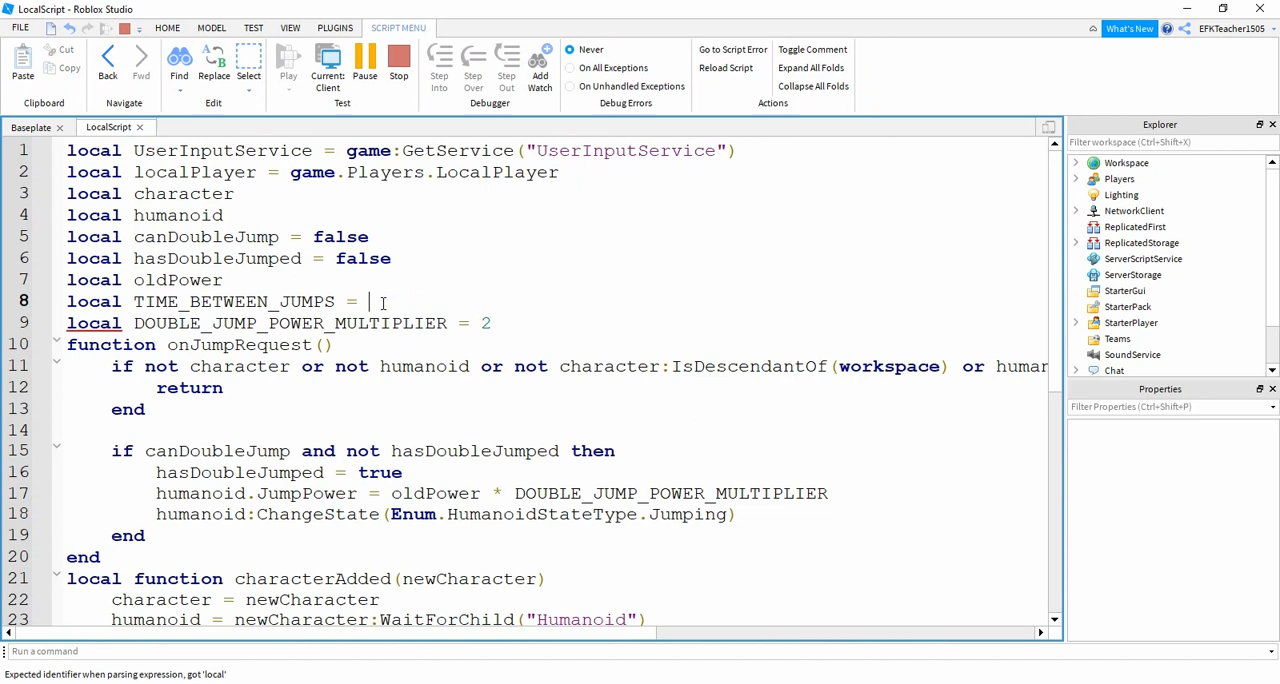 LocalScript - Roblox Studio
FILE HOME MODEL TEST VIEW PLUGINS SCRIPT MENU What's New EFKTeacher1505
Paste Cut Copy Back Fwd Find Replace Select Play Current: Client Pause Stop Step Into Step Over Step Out Add Watch
Never
On All Exceptions
On Unhandled Exceptions
Go to Script Error Toggle Comment
Reload Script Expand All Folds
Collapse All Folds
Clipboard Navigate Edit Test Debugger Debug Errors Actions
Baseplate LocalScript
1 local UserInputService = game:GetService("UserInputService")
2 local localPlayer = game.Players.LocalPlayer
3 local character
4 local humanoid
5 local canDoubleJump = false
6 local hasDoubleJumped = false
7 local oldPower
8 local TIME_BETWEEN_JUMPS =
9 local DOUBLE_JUMP_POWER_MULTIPLIER = 2
10 function onJumpRequest()
11 if not character or not humanoid or not character:IsDescendantOf(workspace) or human
12 return
13 end
14
15 if canDoubleJump and not hasDoubleJumped then
16 hasDoubleJumped = true
17 humanoid.JumpPower = oldPower * DOUBLE_JUMP_POWER_MULTIPLIER
18 humanoid:ChangeState(Enum.HumanoidStateType.Jumping)
19 end
20 end
21 local function characterAdded(newCharacter)
22 character = newCharacter
23 humanoid = newCharacter:WaitForChild("Humanoid")
Explorer
Filter workspace (Ctrl+Shift+X)
Workspace
Players
Lighting
NetworkClient
ReplicatedFirst
ReplicatedStorage
ServerScriptService
ServerStorage
StarterGui
StarterPack
StarterPlayer
Teams
SoundService
Chat
Properties
Filter Properties (Ctrl+Shift+P)
Run a command
Expected identifier when parsing expression, got 'local'